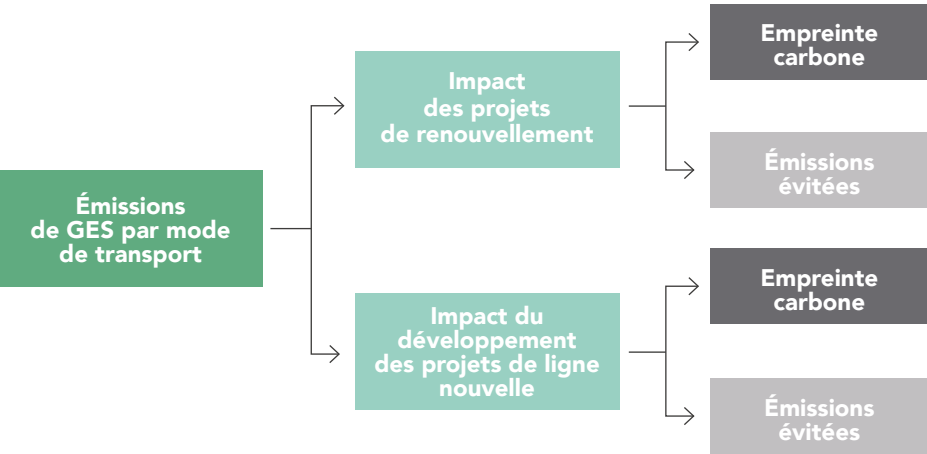 Émissions
de GES par mode
de transport
Impact
des projets
de renouvellement
Empreinte
carbone
Émissions
évitées
Impact du
développement
des projets de ligne
nouvelle
Empreinte
carbone
Émissions
évitées